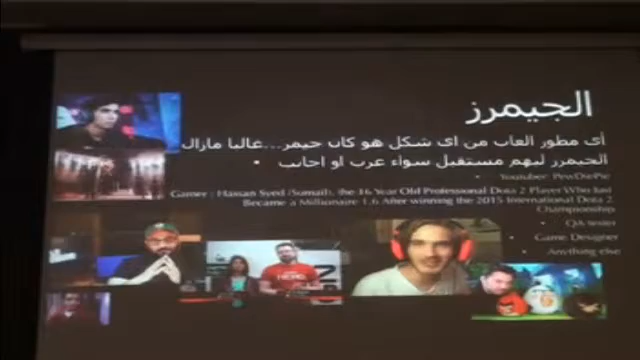 الجيمرز
أى مطور العاب من اى شكل هو كان جيمر...غالبا مازال
الجيمرز ليهم مستقبل سواء عرب او اجانب •
Youtuber: PewDiePie
Gamer : Hassan Syed (Sumail), the 16 Year Old Professional Dota 2 Player Who Just
Became a Millionaire 1.6 After winning the 2015 International Dota 2
Championship
QA tester
Game Designer
Anything else